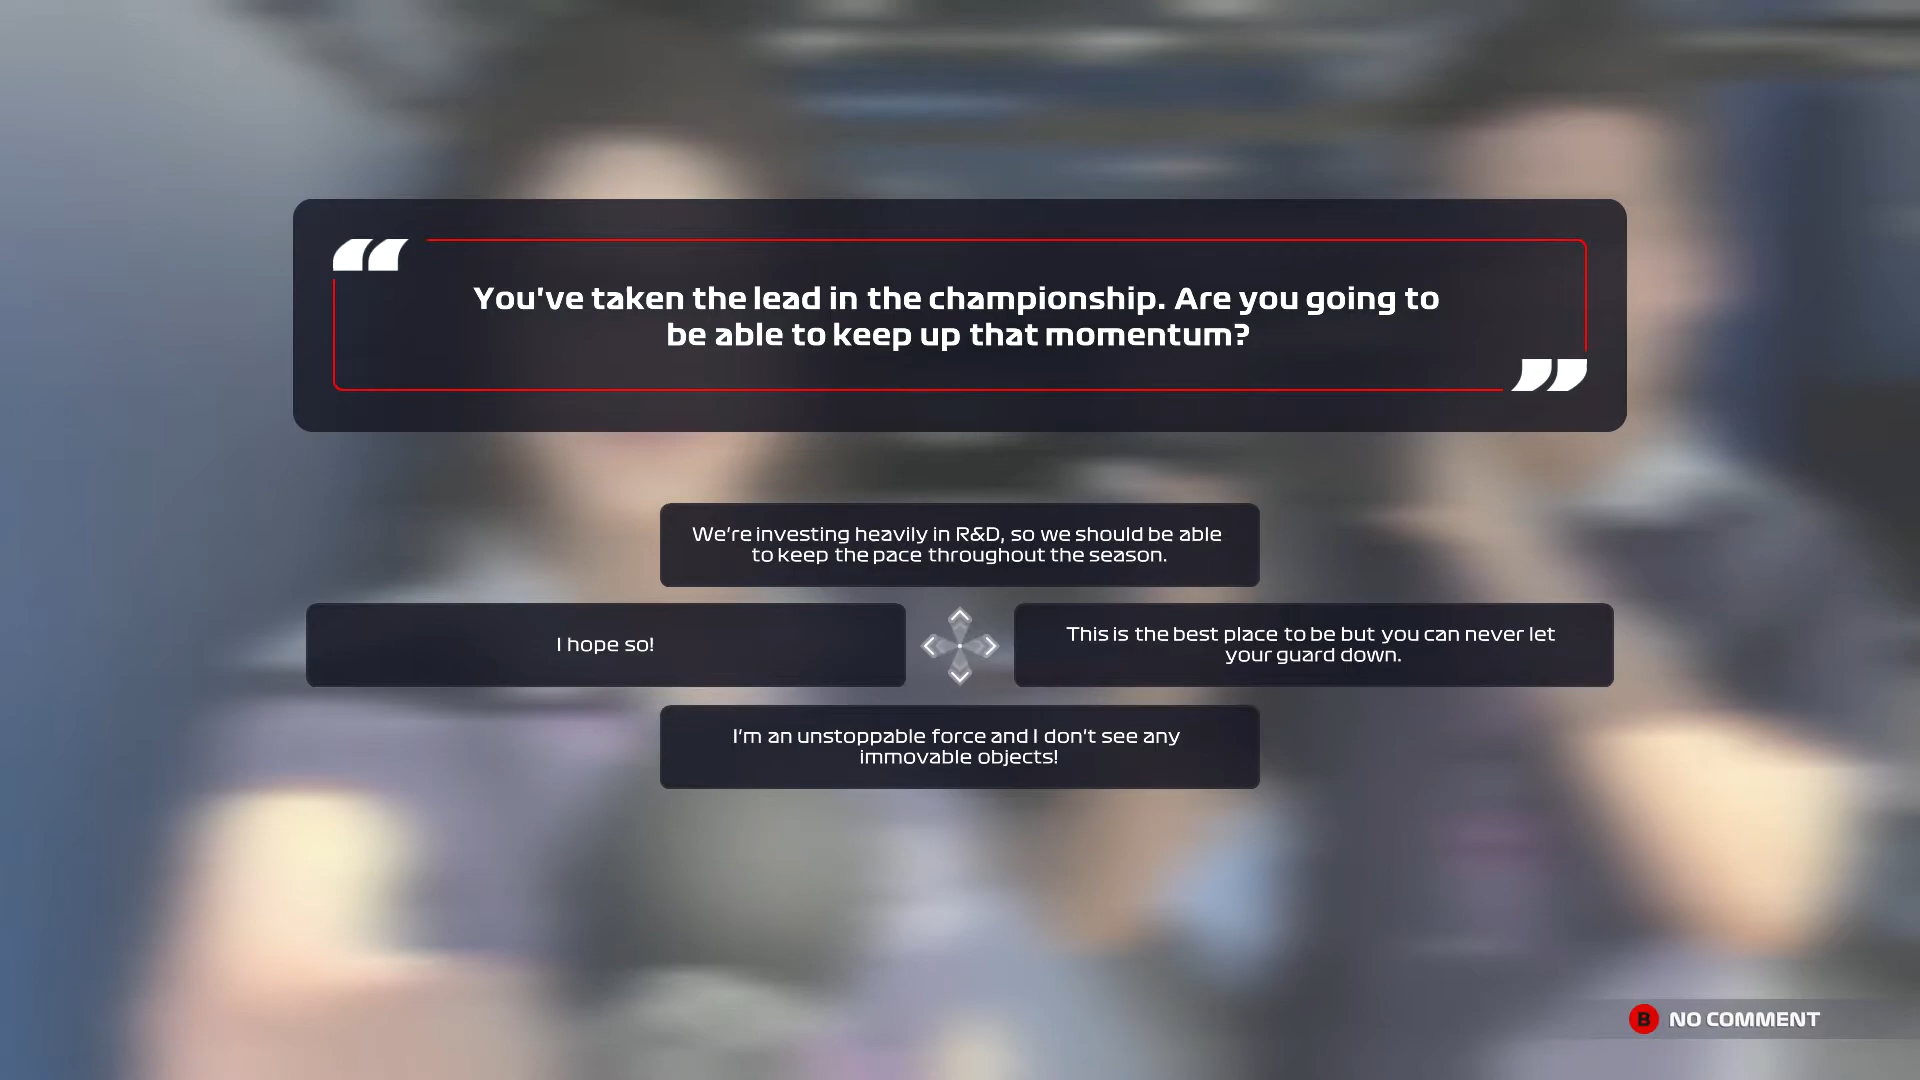 You've taken the lead in the championship. Are you going to
be able to keep up that momentum?
We're investing heavily in R&D, so we should be able
to keep the pace throughout the season.
I hope so!
This is the best place to be but you can never let
your guard down.
I'm an unstoppable force and I don't see any
immovable objects!
B NO COMMENT